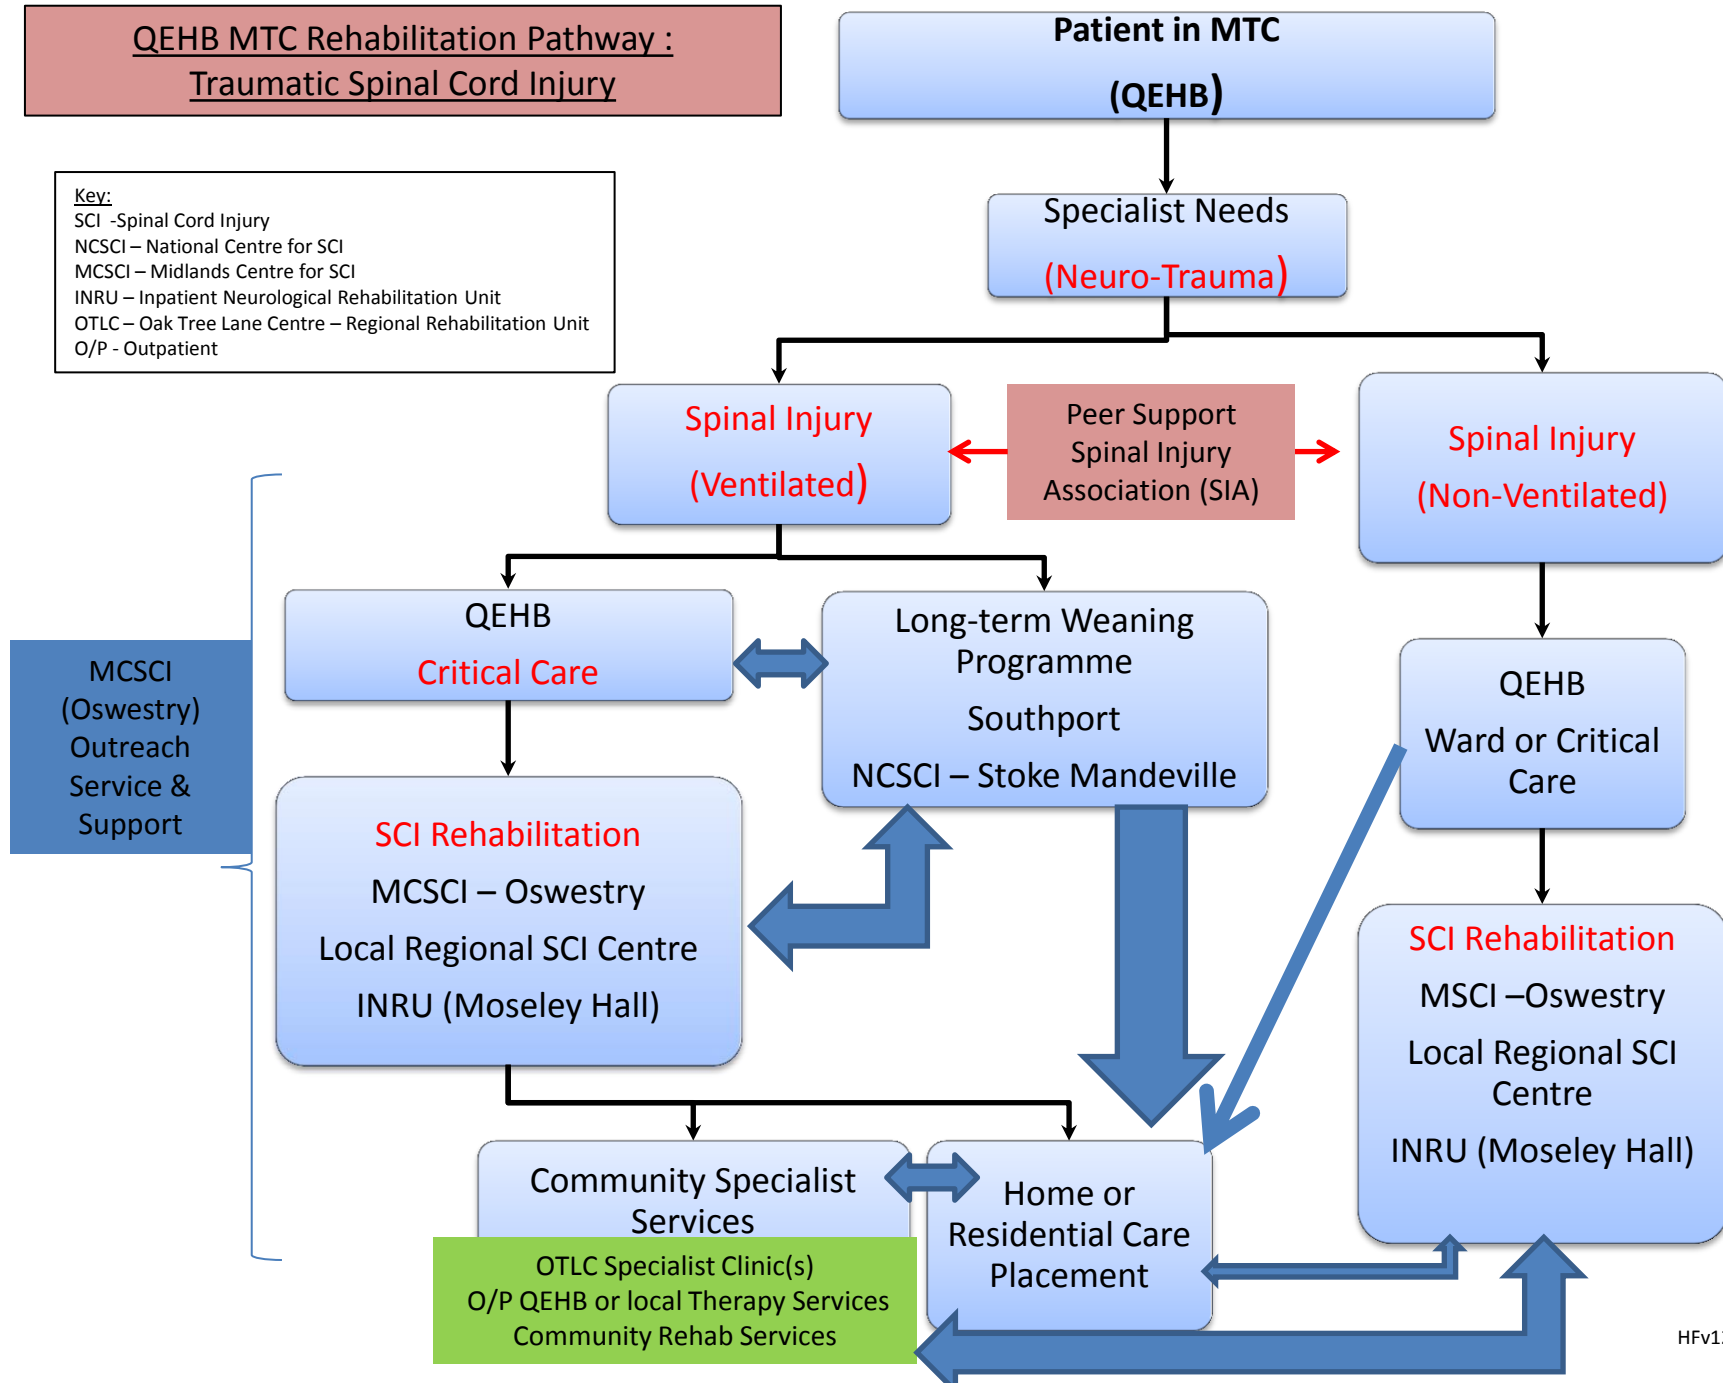 QEHB MTC Rehabilitation Pathway :
Traumatic Spinal Cord Injury
Patient in MTC
(QEHB)
Key:
SCI -Spinal Cord Injury
NCSCI – National Centre for SCI
MCSCI – Midlands Centre for SCI
INRU – Inpatient Neurological Rehabilitation Unit
OTLC – Oak Tree Lane Centre – Regional Rehabilitation Unit
O/P - Outpatient
Specialist Needs
(Neuro-Trauma)
Spinal Injury
(Ventilated)
Peer Support
Spinal Injury
Association (SIA)
Spinal Injury
(Non-Ventilated)
QEHB
Critical Care
Long-term Weaning
Programme
Southport
NCSCI – Stoke Mandeville
QEHB
Ward or Critical
Care
MCSCI
(Oswestry)
Outreach
Service &
Support
SCI Rehabilitation
MCSCI – Oswestry
Local Regional SCI Centre
INRU (Moseley Hall)
SCI Rehabilitation
MSCI –Oswestry
Local Regional SCI
Centre
INRU (Moseley Hall)
Community Specialist
Services
Home or
Residential Care
Placement
OTLC Specialist Clinic(s)
O/P QEHB or local Therapy Services
Community Rehab Services